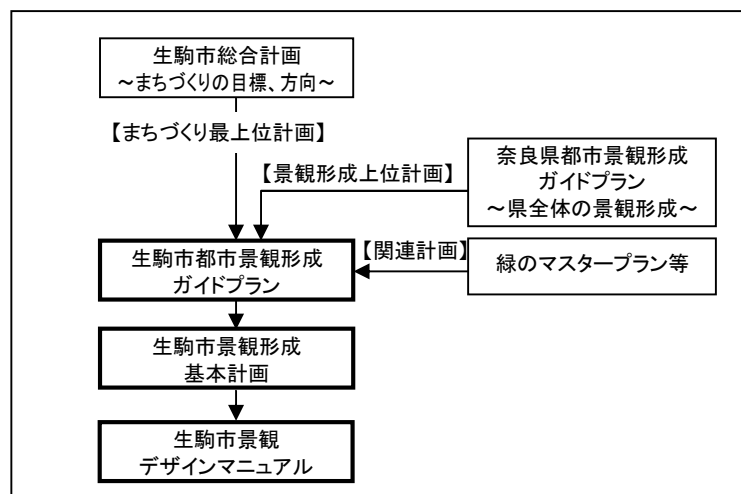 生駒市総合計画
～まちづくりの目標、方向～
【まちづくり最上位計画】
【景観形成上位計画】
奈良県都市景観形成
ガイドプラン
～県全体の景観形成～
生駒市都市景観形成
ガイドプラン
【関連計画】
緑のマスタープラン等
生駒市景観形成
基本計画
生駒市景観
デザインマニュアル